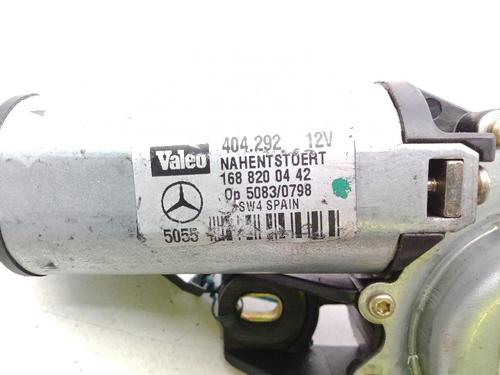 Valeo 404.292 12V
NAHENTSTOERT
168 820 04 42
Op 5083/0798
SW4 SPAIN
5055